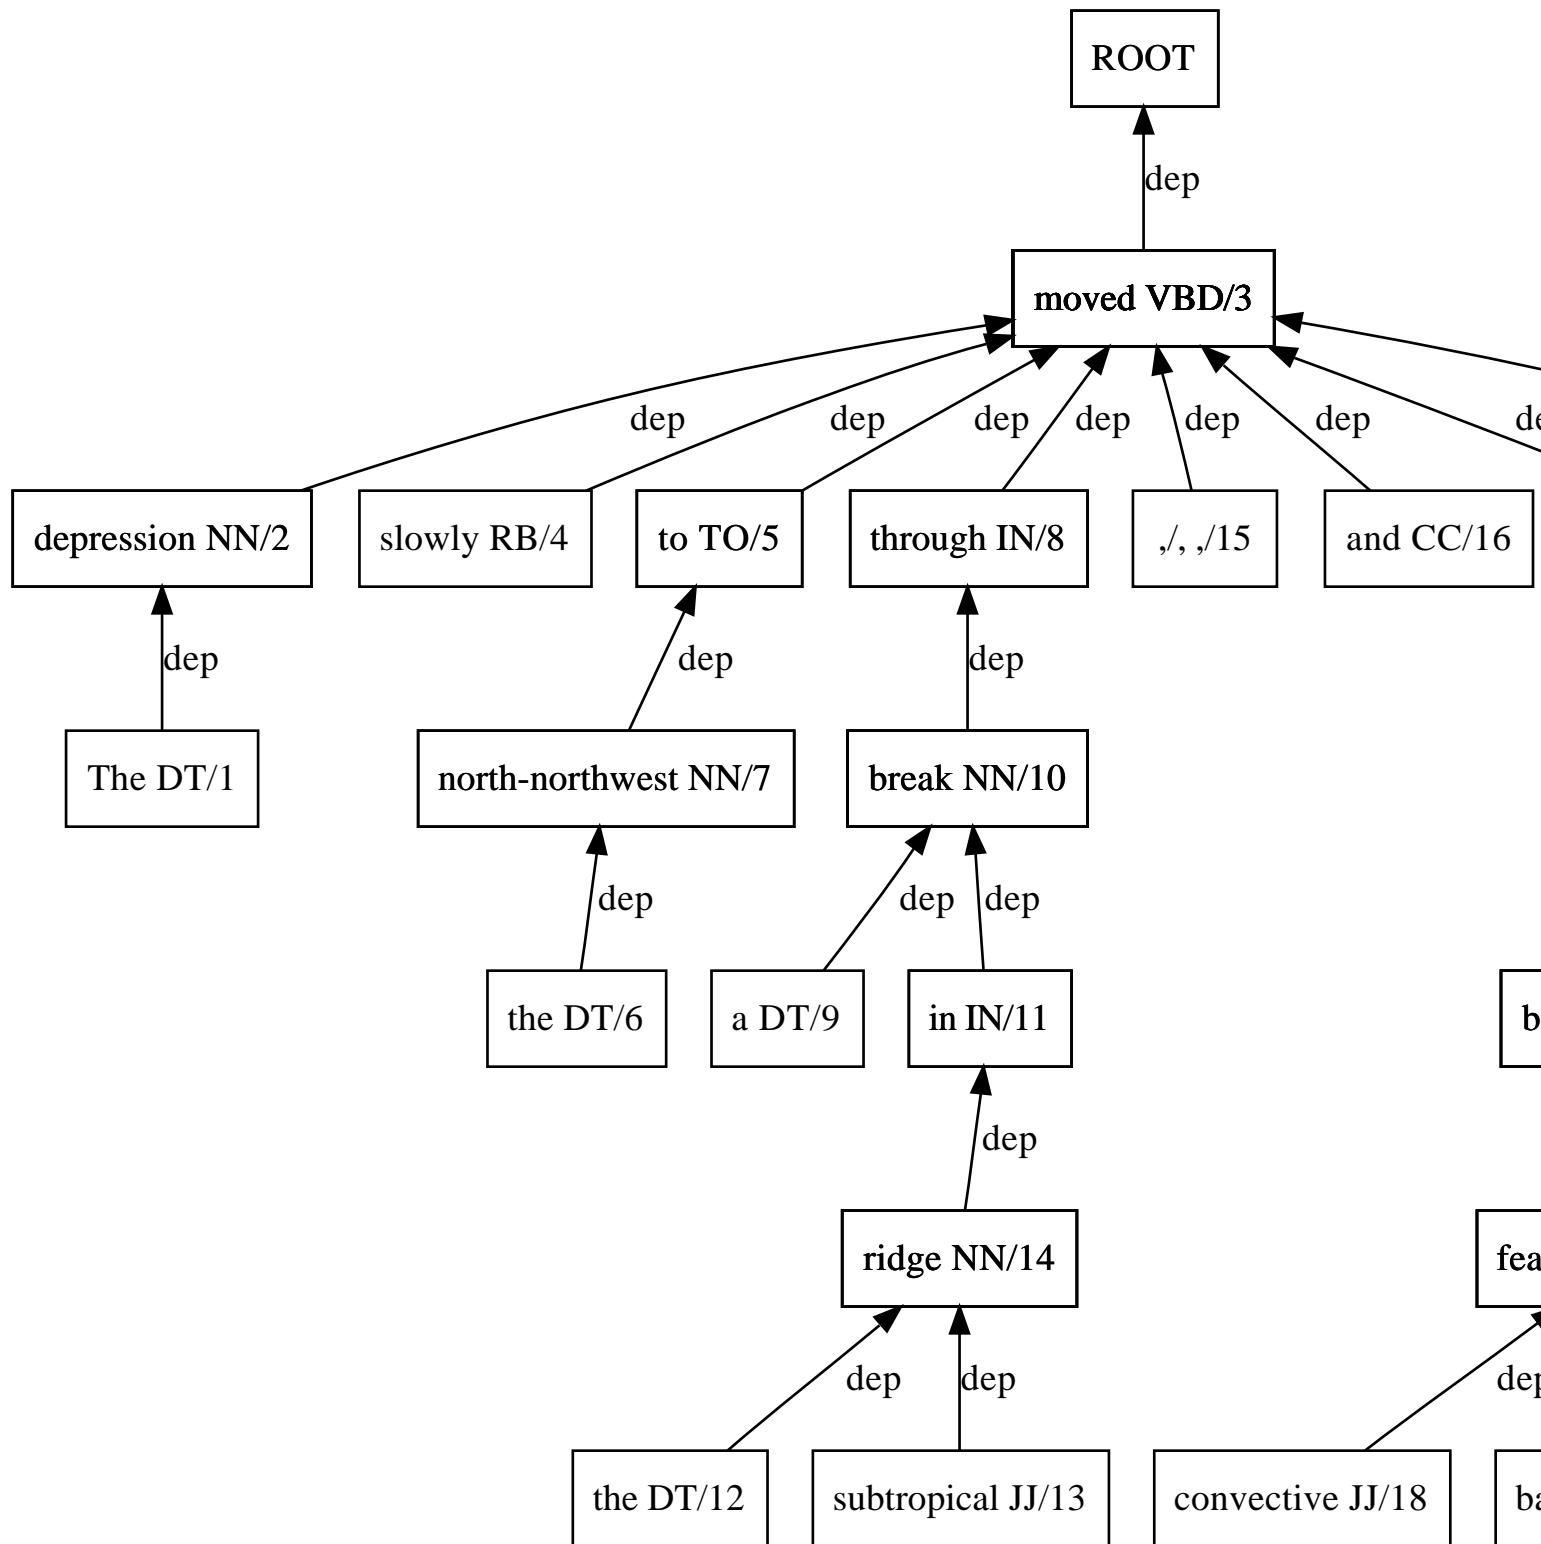 ROOT
dep
moved VBD/3
dep dep dep dep dep dep
depression NN/2 slowly RB/4 to TO/5 through IN/8 ,/, ,/15 and CC/16
dep dep dep
The DT/1 north-northwest NN/7 break NN/10
dep dep dep
the DT/6 a DT/9 in IN/11
dep
ridge NN/14
dep dep dep
the DT/12 subtropical JJ/13 convective JJ/18